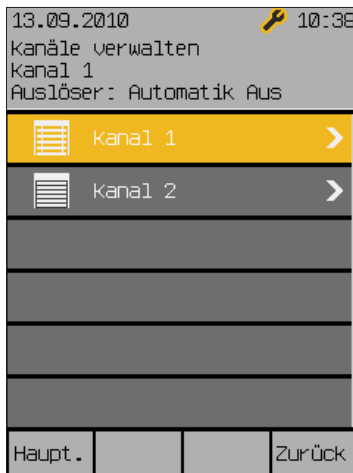 13.09.2010 10:38
Kanäle verwalten
Kanal 1
Auslöser: Automatik Aus
Kanal 1
Kanal 2
Haupt. Zurück